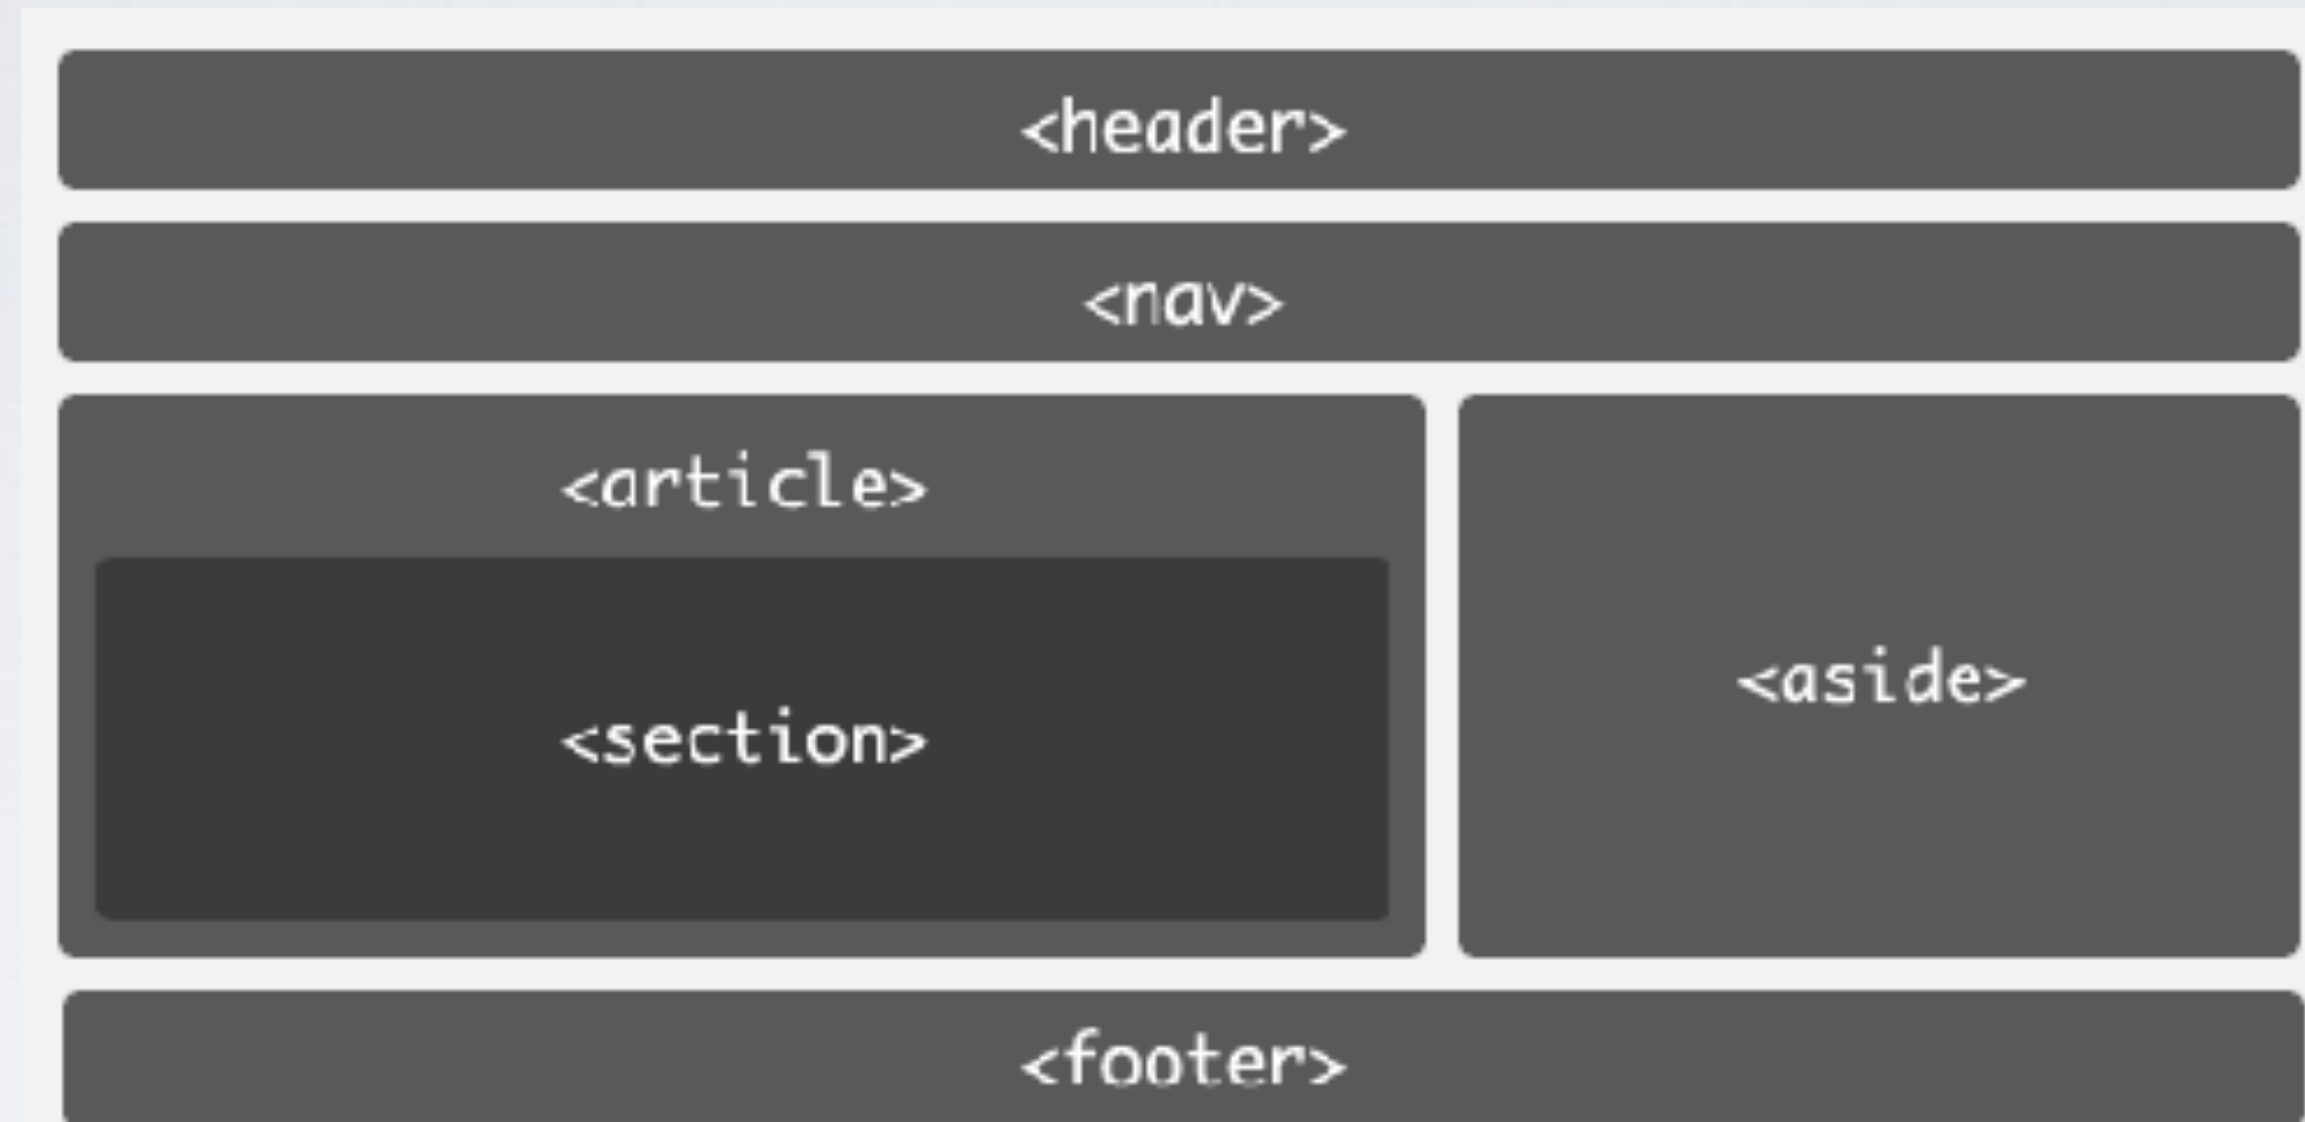 <header>
<nav>
<article>
<section>
<aside>
<footer>